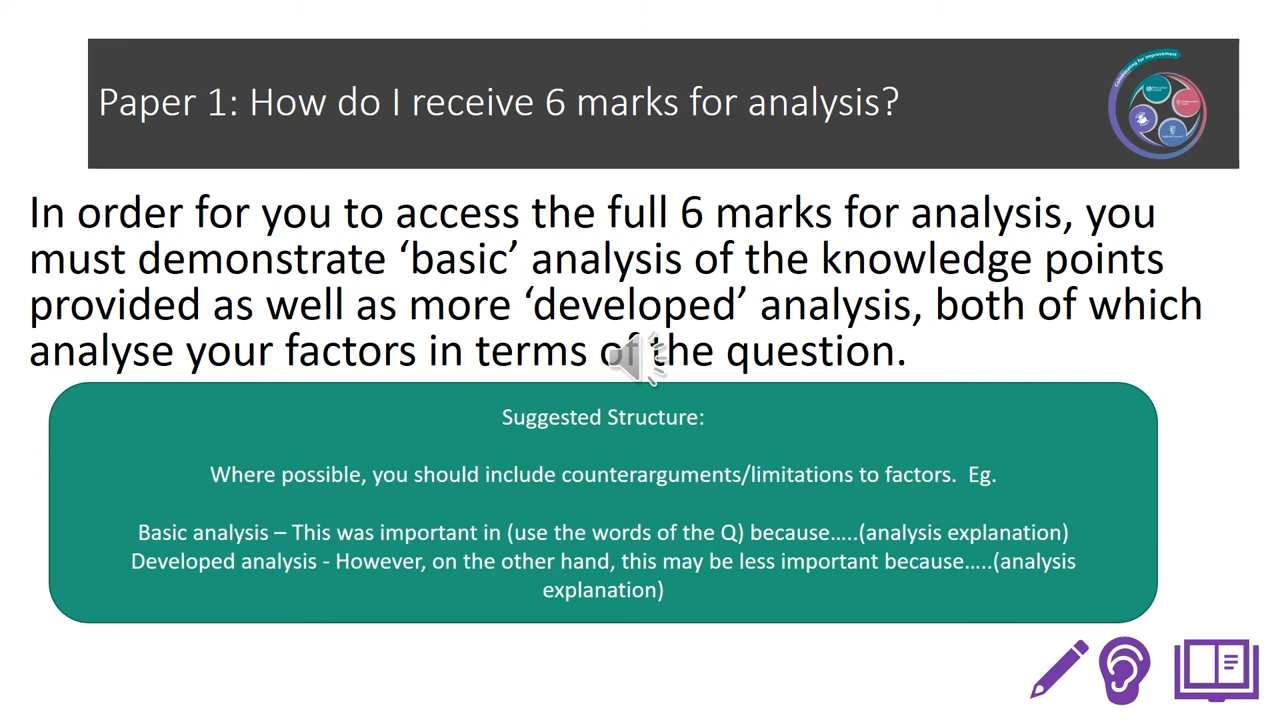 Paper 1: How do I receive 6 marks for analysis?
Collaborating for Improvement
In order for you to access the full 6 marks for analysis, you
must demonstrate ‘basic’ analysis of the knowledge points
provided as well as more ‘developed’ analysis, both of which
analyse your factors in terms of the question.
Suggested Structure:
Where possible, you should include counterarguments/limitations to factors.  Eg.
Basic analysis – This was important in (use the words of the Q) because…..(analysis explanation)
Developed analysis - However, on the other hand, this may be less important because…..(analysis
explanation)